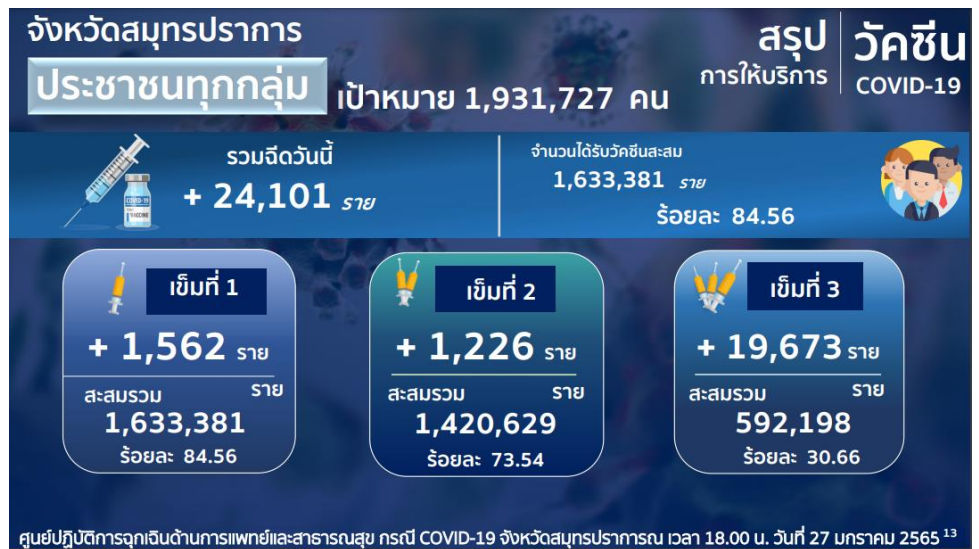 จังหวัดสมุทรปราการ
ประชาชนทุกกลุ่ม เป้าหมาย 1,931,727 คน
สรุป
การให้บริการ
วัคซีน
COVID-19
รวมฉีดวันนี้
+ 24,101 ราย
COVID-19
VACCINE
จำนวนได้รับวัคซีนสะสม
1,633,381 ราย
ร้อยละ 84.56
เข็มที่ 1
+ 1,562 ราย
สะสมรวม ราย
1,633,381
ร้อยละ 84.56
เข็มที่ 2
+ 1,226 ราย
สะสมรวม ราย
1,420,629
ร้อยละ 73.54
เข็มที่ 3
+ 19,673 ราย
สะสมรวม ราย
592,198
ร้อยละ 30.66
ศูนย์ปฏิบัติการฉุกเฉินด้านการแพทย์และสาธารณสุข กรณี COVID-19 จังหวัดสมุทรปราการณ เวลา 18.00 น. วันที่ 27 มกราคม 2565 13